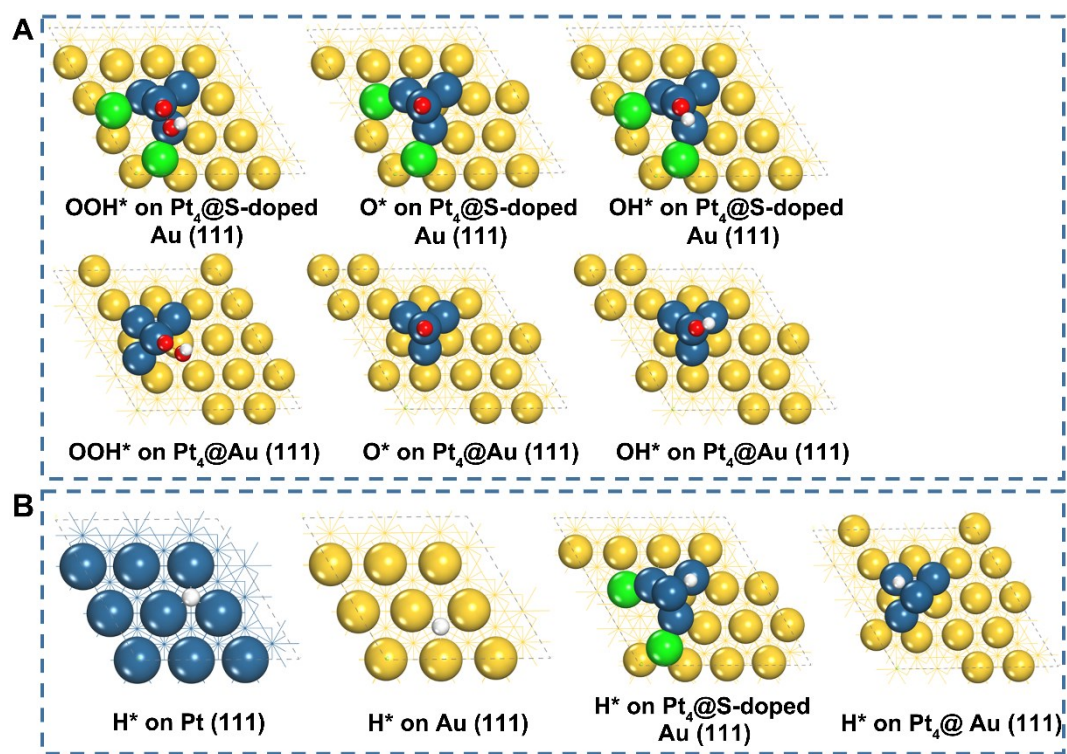 A
OOH* on Pt₄@S-doped
Au (111)
O* on Pt₄@S-doped
Au (111)
OH* on Pt₄@S-doped
Au (111)
OOH* on Pt₄@Au (111)
O* on Pt₄@Au (111)
OH* on Pt₄@Au (111)
B
H* on Pt (111)
H* on Au (111)
H* on Pt₄@S-doped
Au (111)
H* on Pt₄@ Au (111)